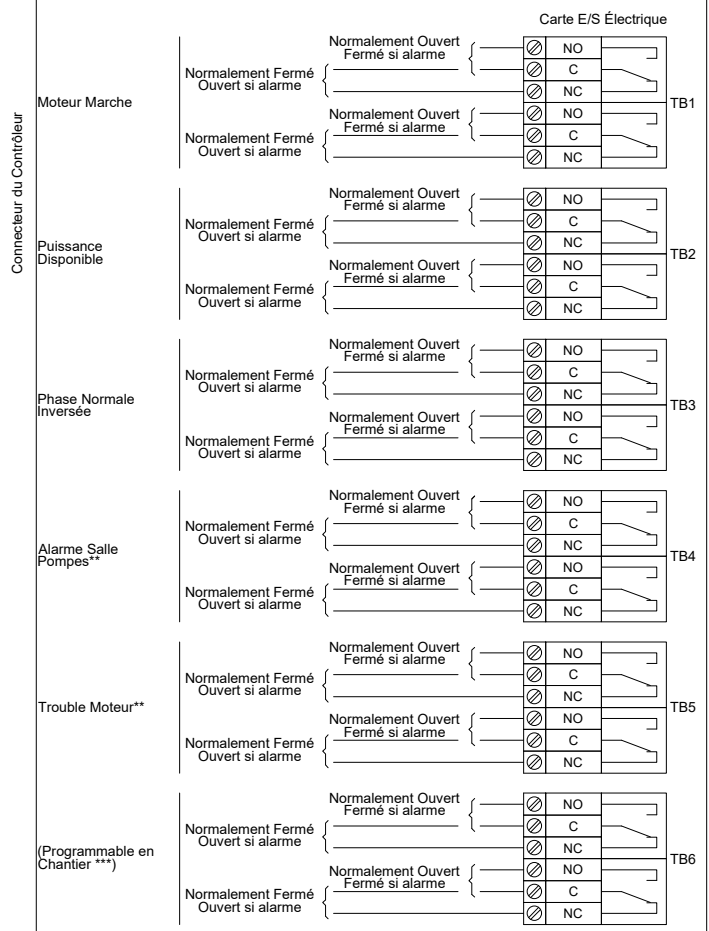 Carte E/S Électrique
Connecteur du Contrôleur
Moteur Marche
Normalement Ouvert
Fermé si alarme
Normalement Fermé
Ouvert si alarme
Normalement Ouvert
Fermé si alarme
Normalement Fermé
Ouvert si alarme
NO
C
NC
NO
C
NC
TB1
Puissance
Disponible
Normalement Ouvert
Fermé si alarme
Normalement Fermé
Ouvert si alarme
Normalement Ouvert
Fermé si alarme
Normalement Fermé
Ouvert si alarme
NO
C
NC
NO
C
NC
TB2
Phase Normale
Inversée
Normalement Ouvert
Fermé si alarme
Normalement Fermé
Ouvert si alarme
Normalement Ouvert
Fermé si alarme
Normalement Fermé
Ouvert si alarme
NO
C
NC
NO
C
NC
TB3
Alarme Salle
Pompes**
Normalement Ouvert
Fermé si alarme
Normalement Fermé
Ouvert si alarme
Normalement Ouvert
Fermé si alarme
Normalement Fermé
Ouvert si alarme
NO
C
NC
NO
C
NC
TB4
Trouble Moteur**
Normalement Ouvert
Fermé si alarme
Normalement Fermé
Ouvert si alarme
Normalement Ouvert
Fermé si alarme
Normalement Fermé
Ouvert si alarme
NO
C
NC
NO
C
NC
TB5
(Programmable en
Chantier ***)
Normalement Ouvert
Fermé si alarme
Normalement Fermé
Ouvert si alarme
Normalement Ouvert
Fermé si alarme
Normalement Fermé
Ouvert si alarme
NO
C
NC
NO
C
NC
TB6